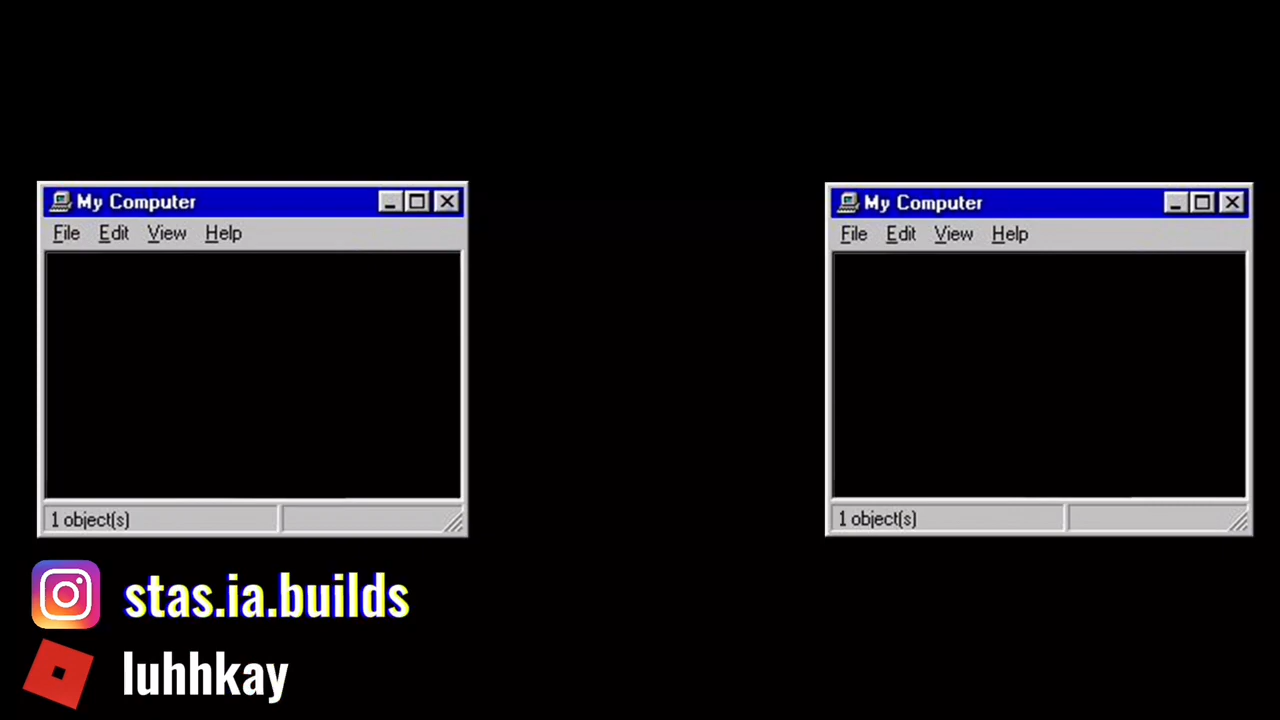 My Computer
File Edit View Help
1 object(s)
My Computer
File Edit View Help
1 object(s)
stas.ia.builds
luhhkay